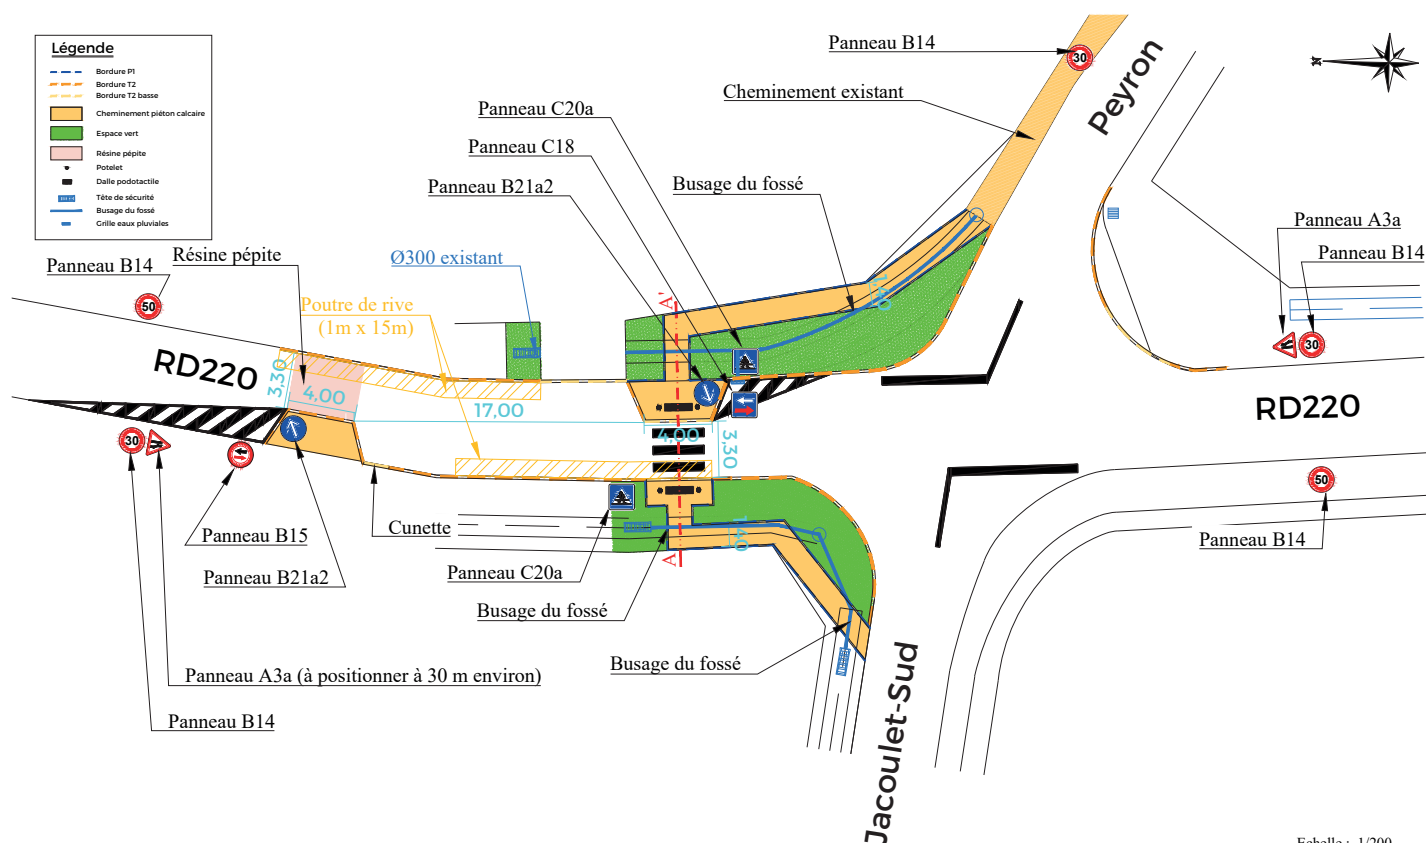 Légende
Bordure P1
Bordure T2
Bordure T2 basse
Cheminement piéton calcaire
Espace vert
Résine pépite
Potelet
Dalle podotactile
Tête de sécurité
Busage du fossé
Grille eaux pluviales
Panneau B14
30
Cheminement existant
Peyron
Panneau C20a
Panneau C18
Panneau B21a2
Busage du fossé
Panneau A3a
Panneau B14
30
Résine pépite
Panneau B14
50
Ø300 existant
Poutre de rive
(1m x 15m)
A'
1,40
RD220
3,30
4,00
17,00
4,00
3,30
RD220
30
Panneau B15
Cunette
Panneau B21a2
Panneau C20a
A
1,40
50
Panneau B14
Busage du fossé
Busage du fossé
Panneau A3a (à positionner à 30 m environ)
Panneau B14
Jacoulet-Sud
Echelle : 1/200